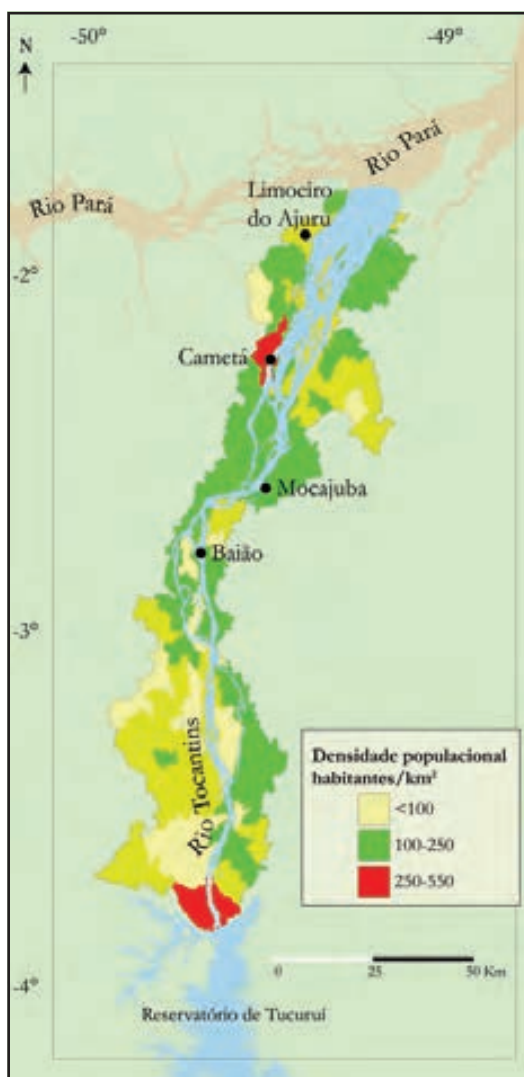 -50°
-49°
N
Rio Pará
Rio Pará
Limoeiro
do Ajuru
-2°
Cametá
Mocajuba
Baião
-3°
Rio Tocantins
Densidade populacional
habitantes/km²
<100
100-250
250-550
0 25 50 Km
-4°
Reservatório de Tucuruí